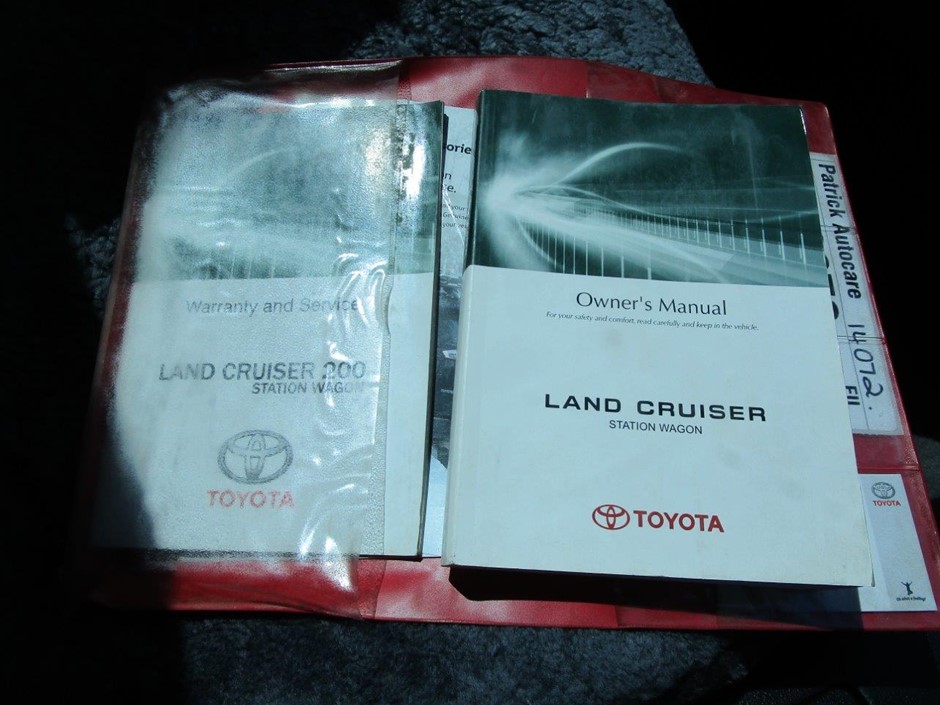 Warranty and Service
LAND CRUISER 200
STATION WAGON
TOYOTA
orie
n
e.
Owner's Manual
For your safety and comfort, read carefully and keep in the vehicle.
LAND CRUISER
STATION WAGON
TOYOTA
Patrick Autocare
14072.
TOYOTA